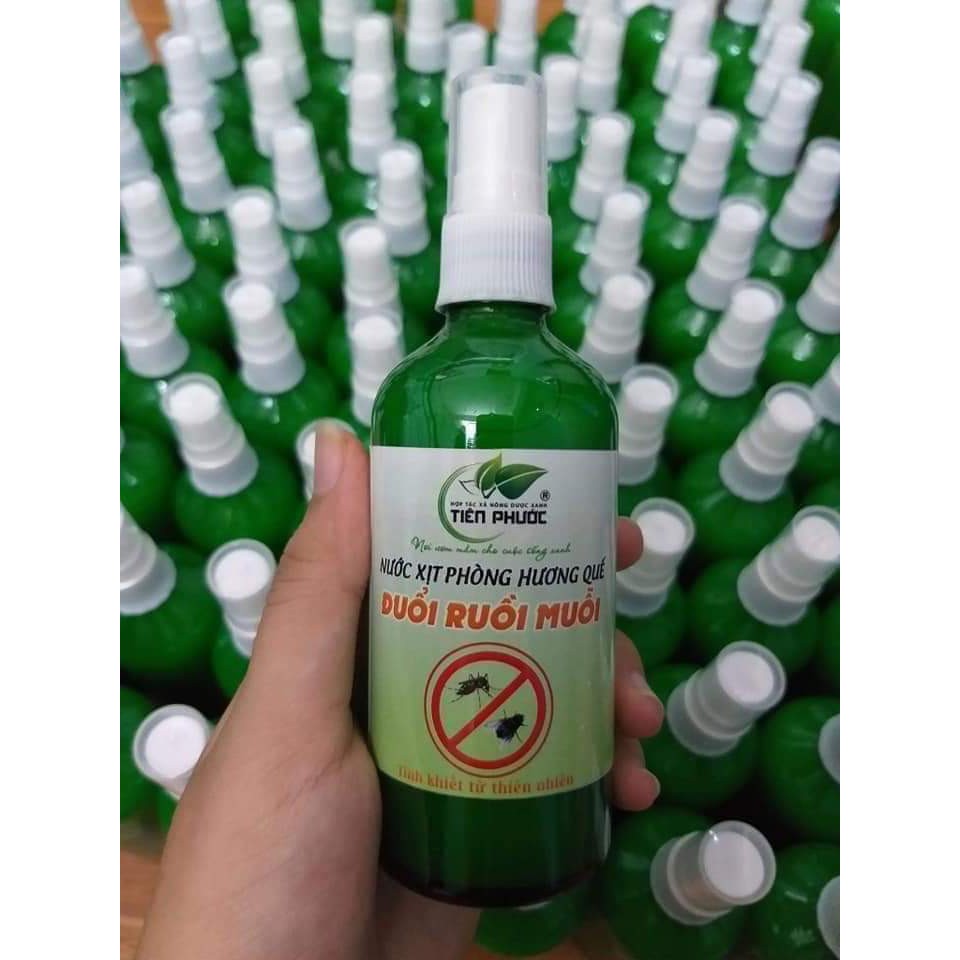 HỢP TÁC XÃ NÔNG DƯỢC XANH
®
TIÊN PHƯỚC
Nơi ươm mầm cho cuộc sống xanh
NƯỚC XỊT PHÒNG HƯƠNG QUẾ
ĐUỔI RUỒI MUỖI
Tinh khiết từ thiên nhiên